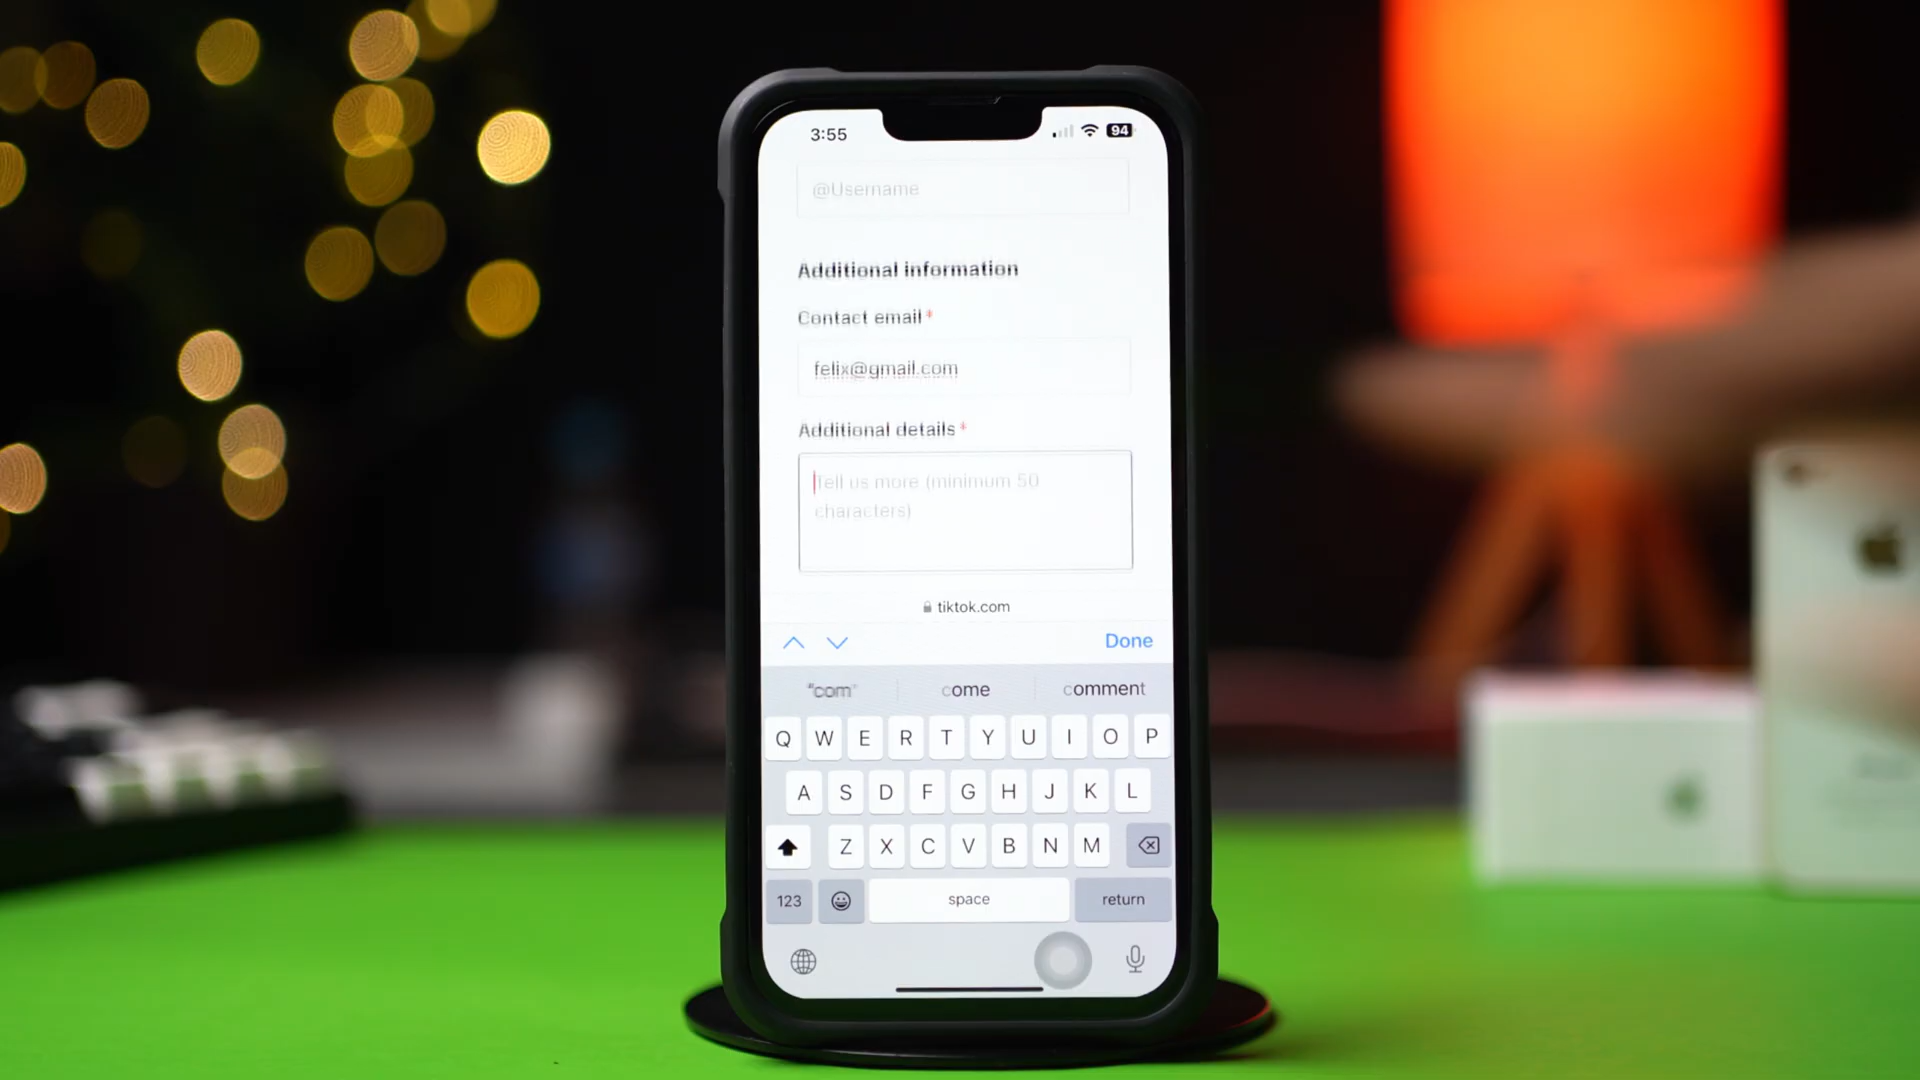 3:55
94
@Username
Additional information
Contact email*
felix@gmail.com
Additional details*
Tell us more (minimum 50
characters)
tiktok.com
Done
"com" come comment
Q W E R T Y U I O P
A S D F G H J K L
Z X C V B N M
123 space return